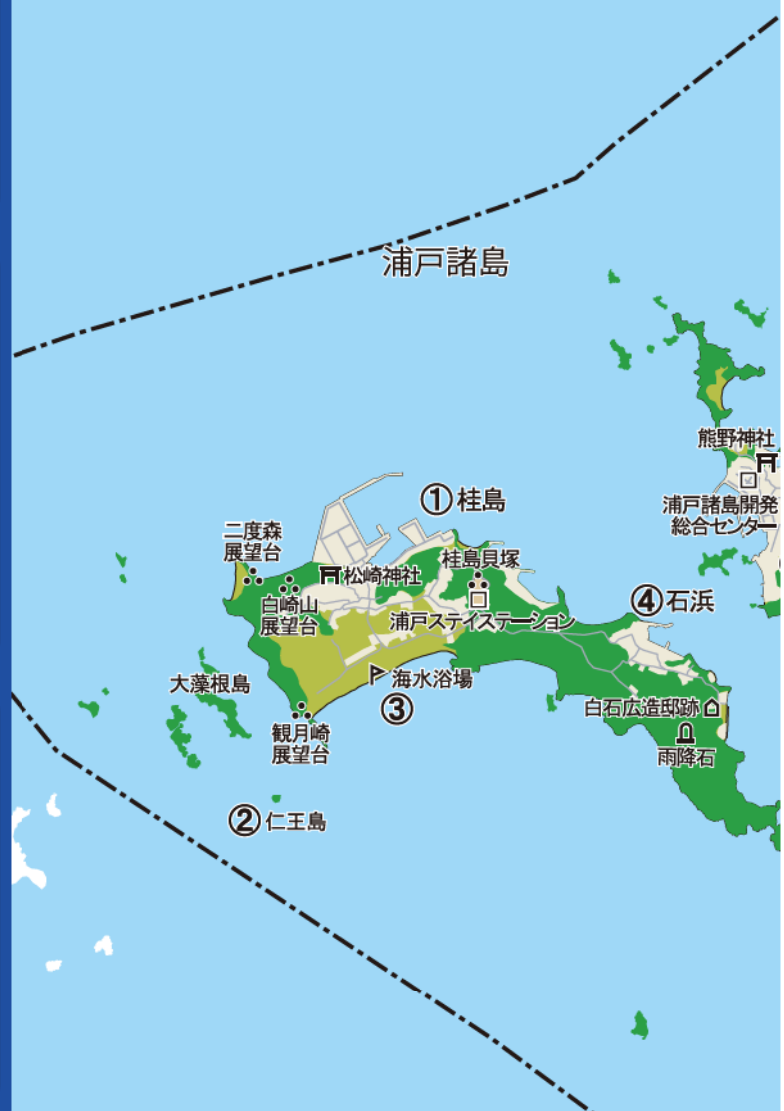 浦戸諸島
熊野神社
浦戸諸島開発
総合センター
①桂島
二度森
展望台
松崎神社
桂島貝塚
白崎山
展望台
浦戸ステイステーション
④石浜
海水浴場
③
大藻根島
白石広造邸跡
観月崎
展望台
雨降石
②仁王島